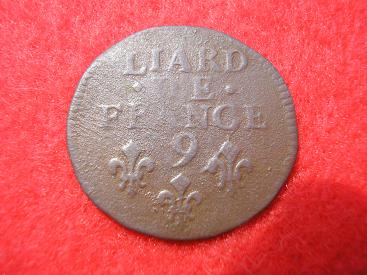 LIARD
· DE ·
FRANCE
9